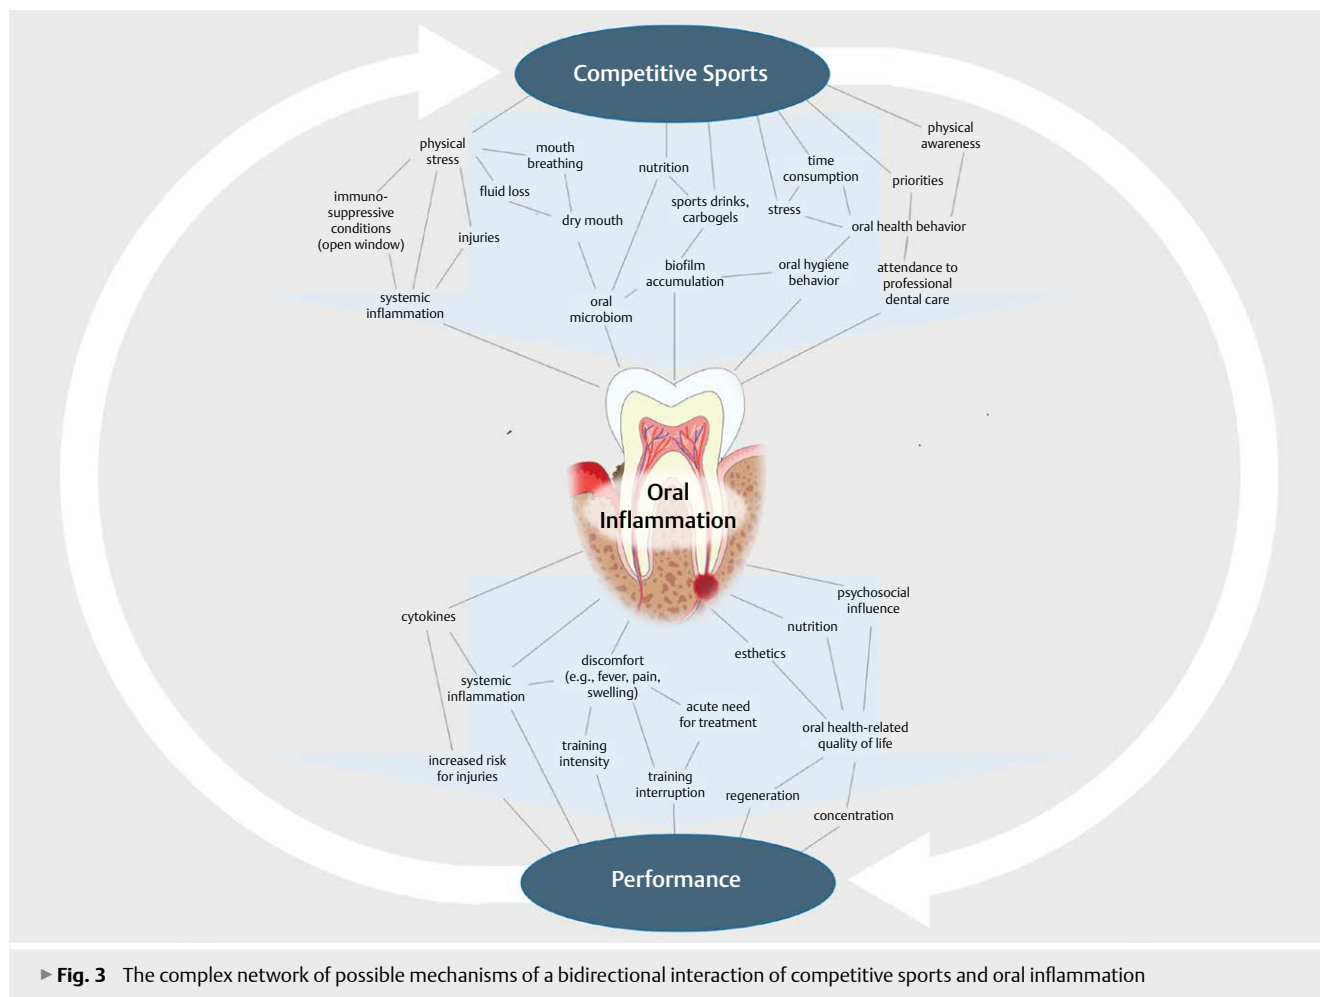 Competitive Sports
physical
awareness
physical
stress
mouth
breathing
nutrition
time
consumption
priorities
immuno-
suppressive
conditions
(open window)
fluid loss
sports drinks,
carbogels
stress
dry mouth
oral health behavior
injuries
biofilm
accumulation
oral hygiene
behavior
attendance to
professional
dental care
systemic
inflammation
oral
microbiom
Oral
Inflammation
psychosocial
influence
cytokines
nutrition
esthetics
discomfort
(e.g., fever, pain,
swelling)
systemic
inflammation
acute need
for treatment
oral health-related
quality of life
training
intensity
increased risk
for injuries
training
interruption
regeneration
concentration
Performance
▶ Fig. 3 The complex network of possible mechanisms of a bidirectional interaction of competitive sports and oral inflammation